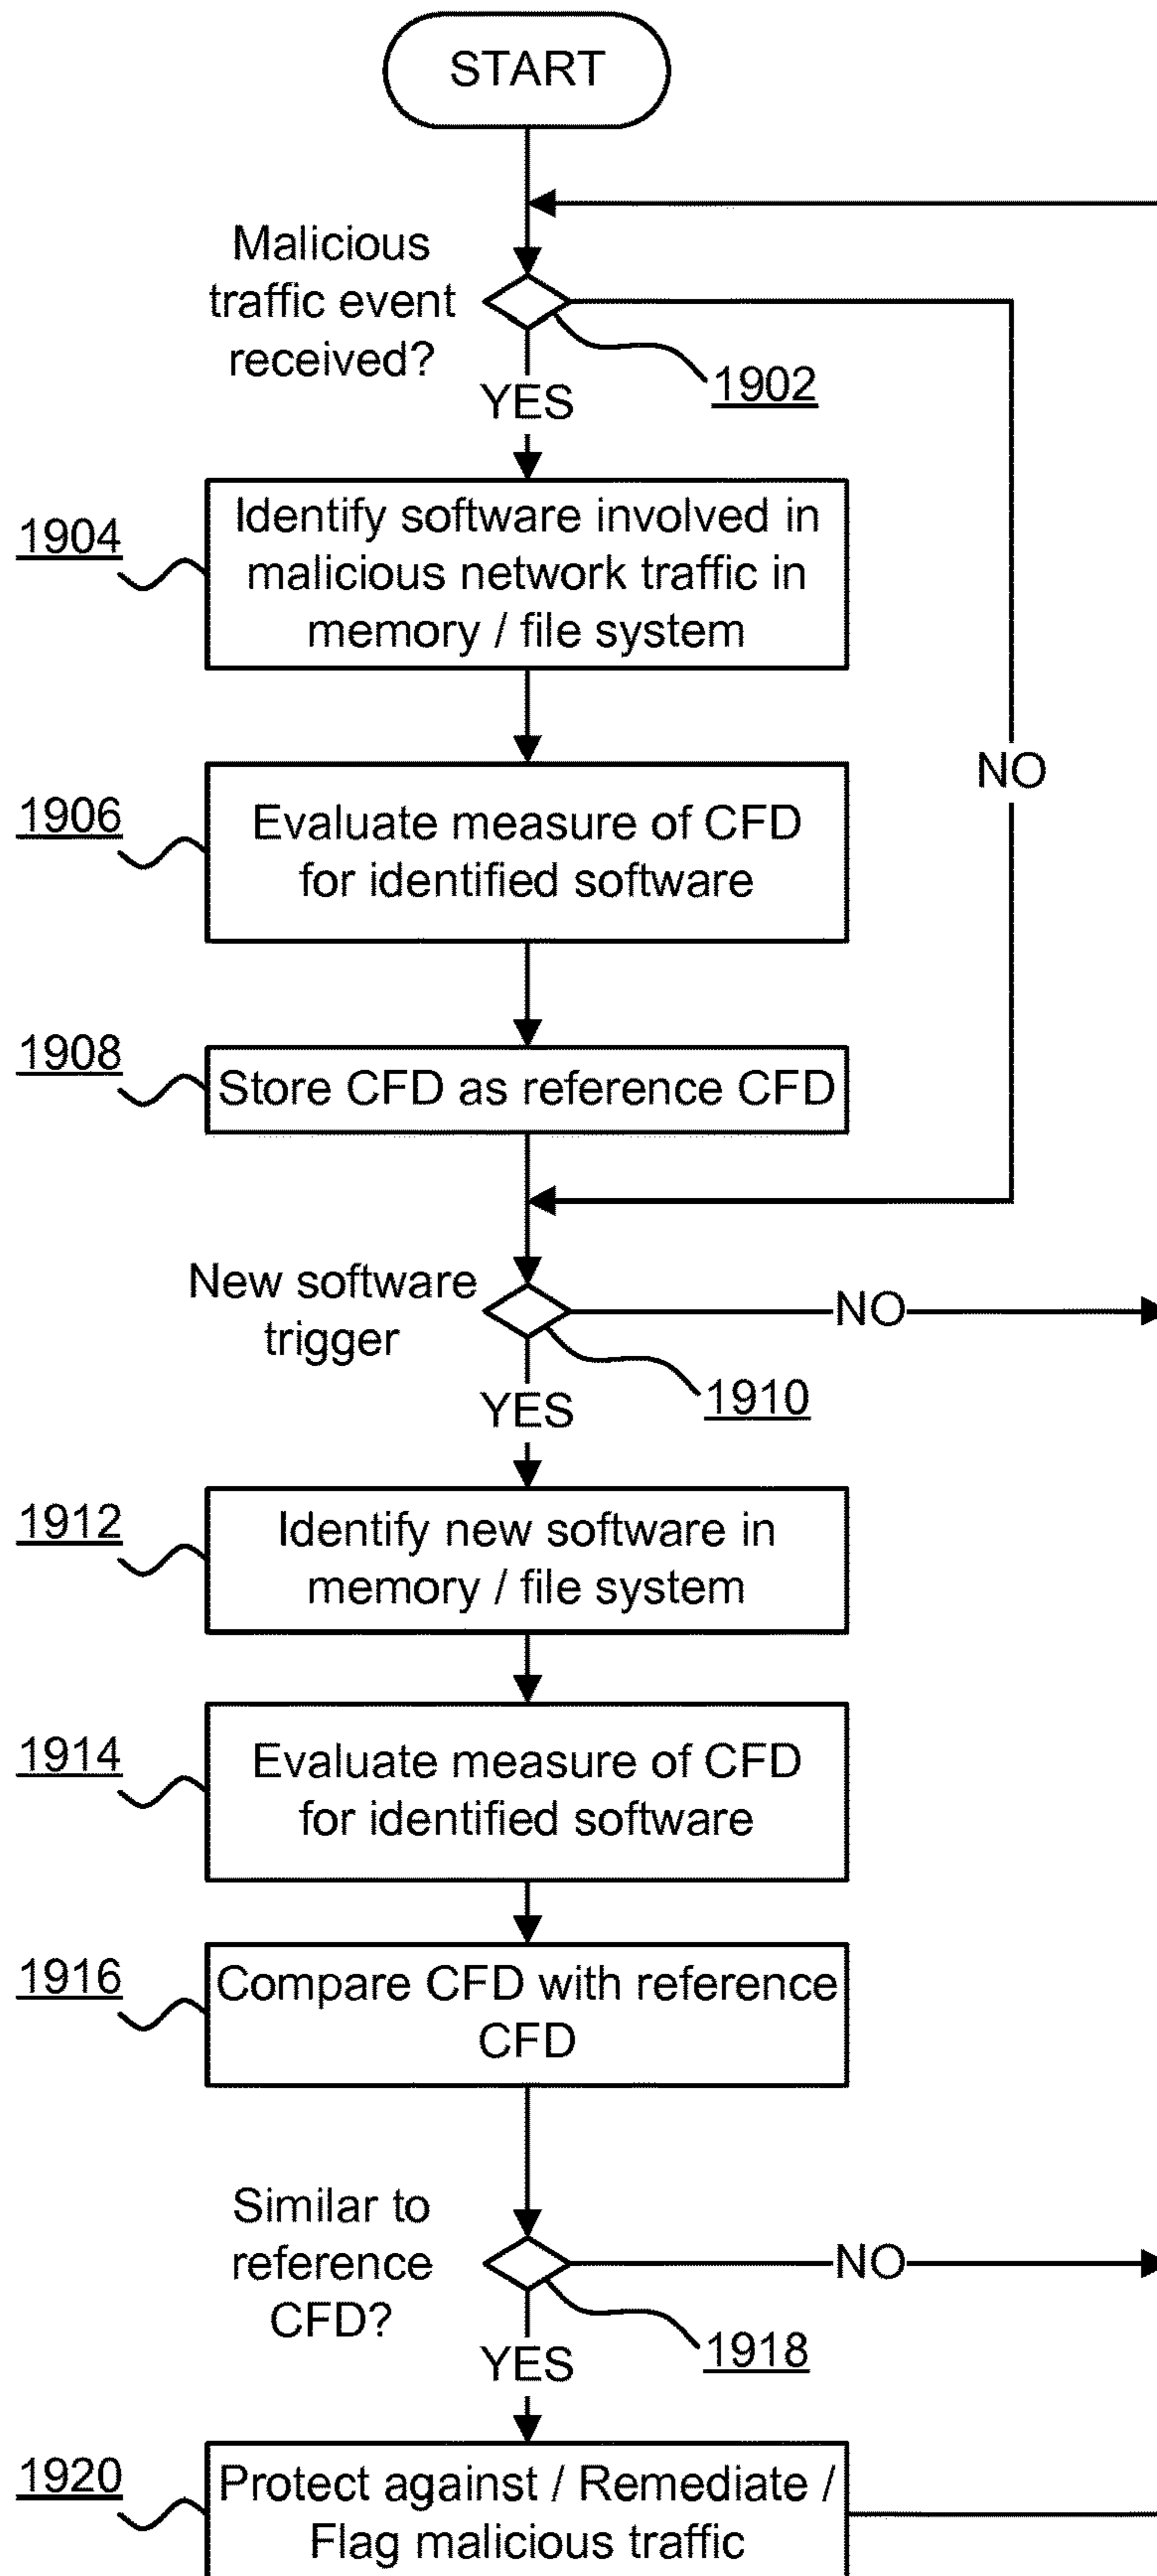 START
Malicious
traffic event
received?
1902
YES
1904
Identify software involved in
malicious network traffic in
memory / file system
NO
1906
Evaluate measure of CFD
for identified software
1908
Store CFD as reference CFD
New software
trigger
NO
1910
YES
1912
Identify new software in
memory / file system
1914
Evaluate measure of CFD
for identified software
1916
Compare CFD with reference
CFD
Similar to
reference
CFD?
NO
1918
YES
1920
Protect against / Remediate /
Flag malicious traffic